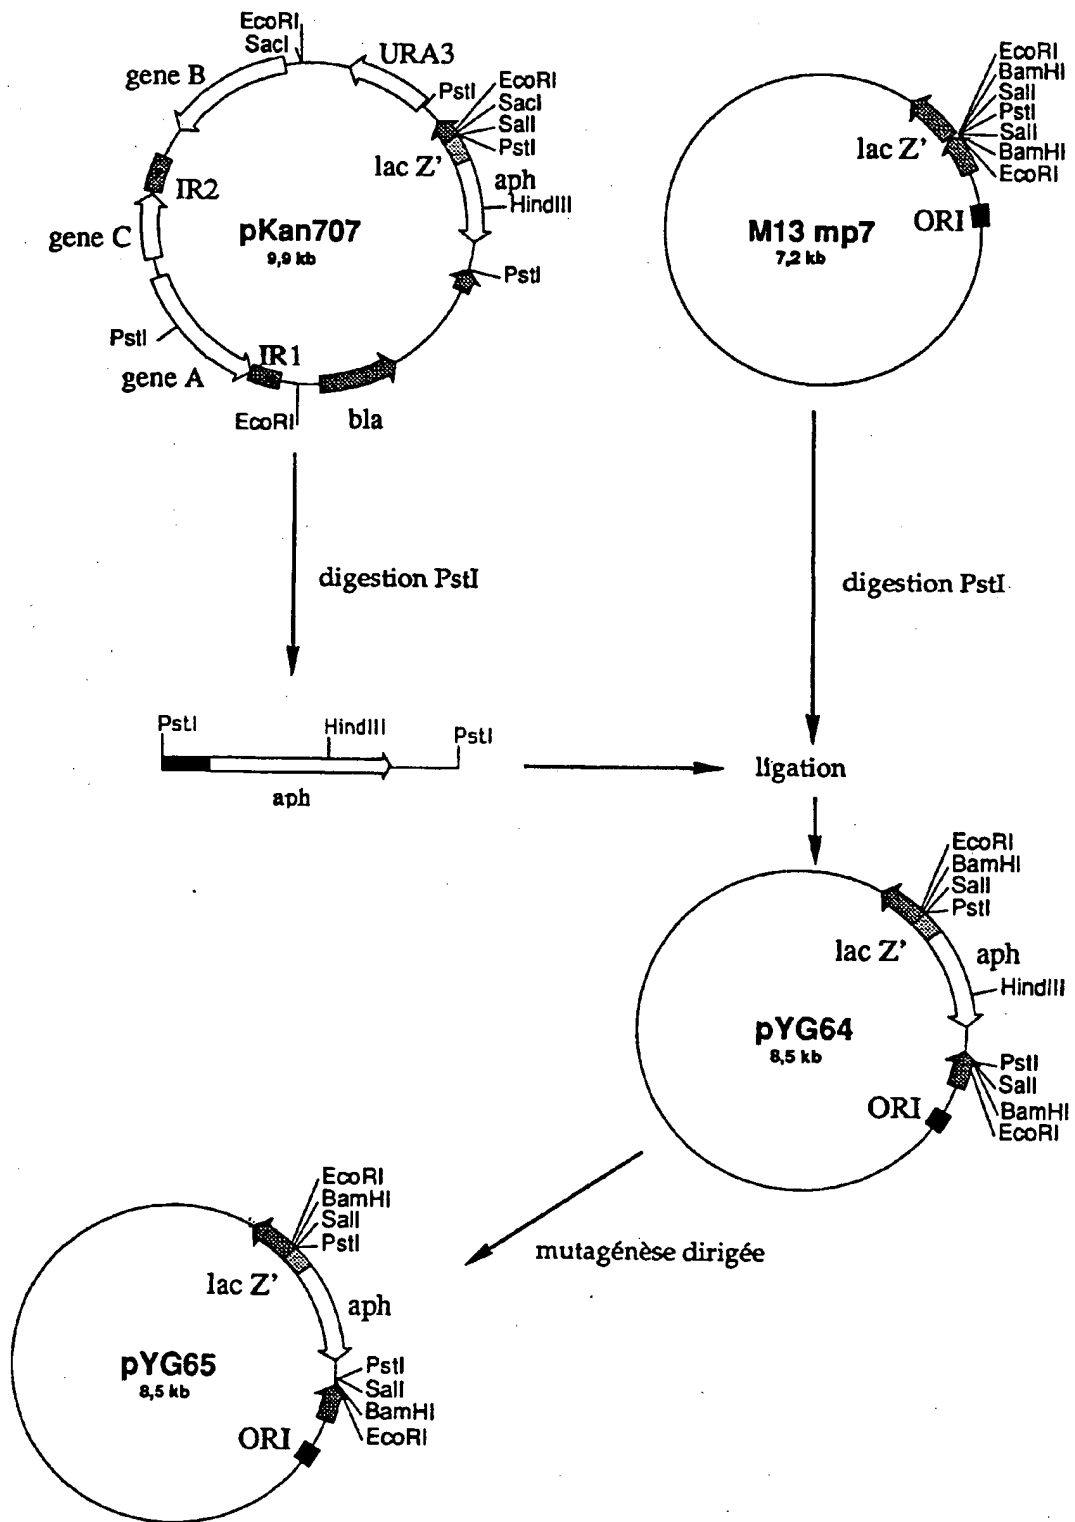 EcoRI
SacI
URA3
gene B
PstI
EcoRI
SacI
SalI
PstI
lac Z'
aph
IR2
HindIII
gene C
pKan707
9,9 kb
PstI
PstI
gene A
IR1
EcoRI
bla
EcoRI
BamHI
SalI
PstI
SalI
BamHI
EcoRI
lac Z'
ORI
M13 mp7
7,2 kb
digestion PstI
digestion PstI
PstI
HindIII
PstI
aph
ligation
EcoRI
BamHI
SalI
PstI
lac Z'
aph
HindIII
pYG64
8,5 kb
PstI
SalI
BamHI
EcoRI
ORI
mutagénèse dirigée
EcoRI
BamHI
SalI
PstI
lac Z'
aph
pYG65
8,5 kb
PstI
SalI
BamHI
EcoRI
ORI